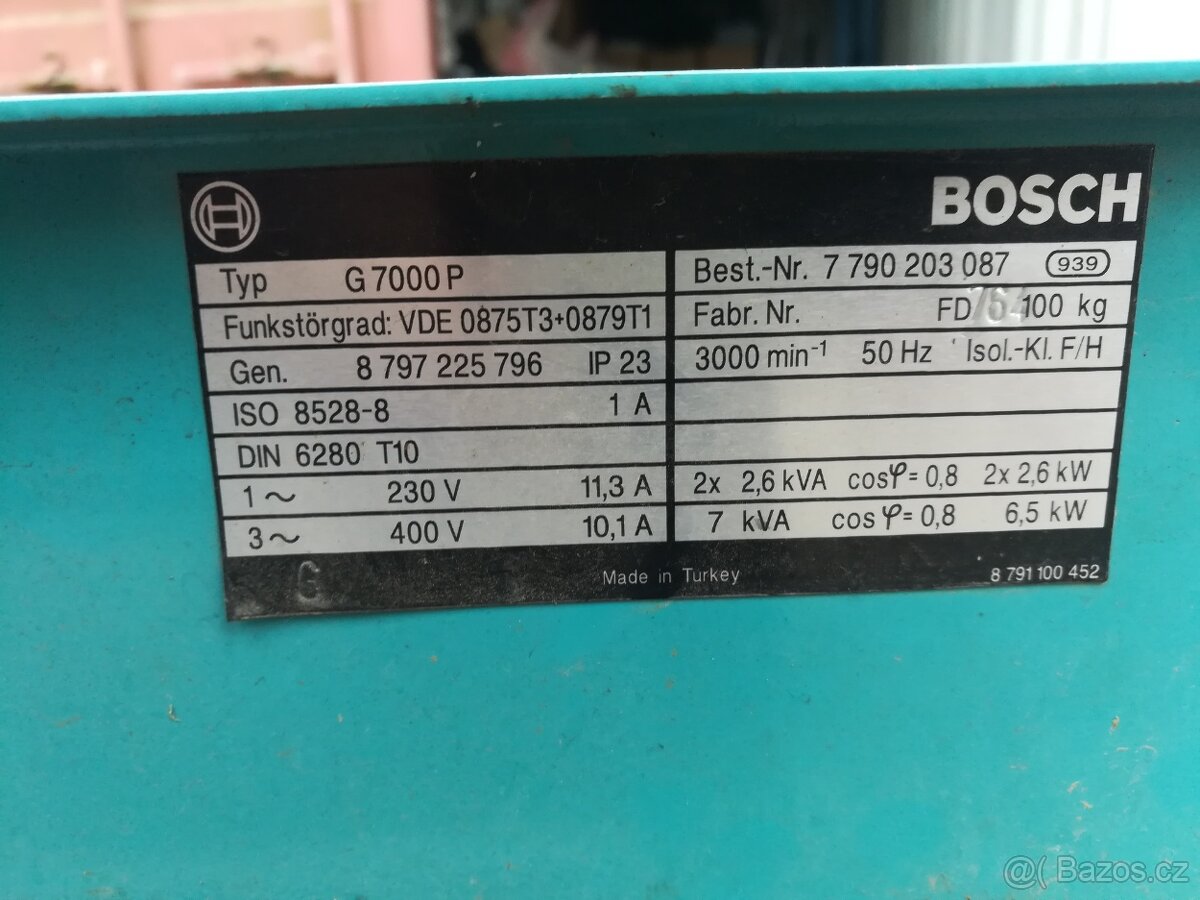 BOSCH
Typ G 7000 P
Best.-Nr. 7 790 203 087 939
Funkstörgrad: VDE 0875T3+0879T1
Fabr. Nr. FD 764 100 kg
Gen. 8 797 225 796 IP 23
3000 min⁻¹ 50 Hz Isol.-Kl. F/H
ISO 8528-8 1 A
DIN 6280 T10
1~ 230 V 11,3 A
2x 2,6 kVA cosφ=0,8 2x 2,6 kW
3~ 400 V 10,1 A
7 kVA cosφ=0,8 6,5 kW
G
Made in Turkey
8 791 100 452
@( Bazos.cz